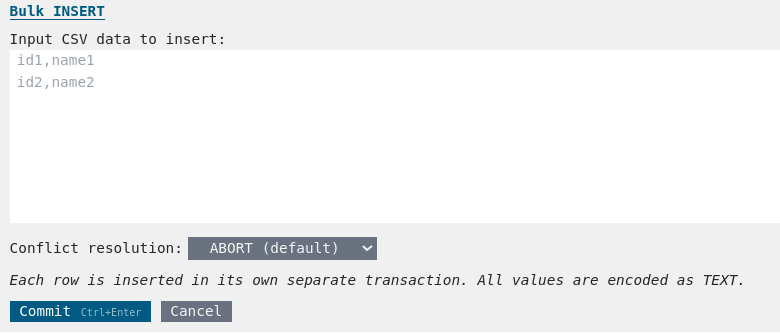 Bulk INSERT
Input CSV data to insert:
id1,name1
id2,name2
Conflict resolution: ABORT (default)
Each row is inserted in its own separate transaction. All values are encoded as TEXT.
Commit Ctrl+Enter Cancel